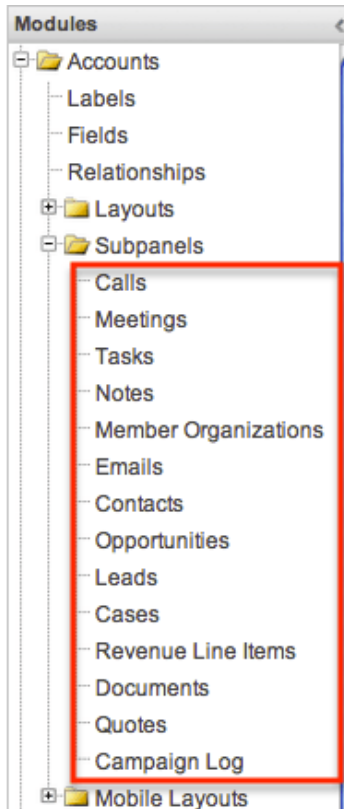 Modules
Accounts
Labels
Fields
Relationships
Layouts
Subpanels
Calls
Meetings
Tasks
Notes
Member Organizations
Emails
Contacts
Opportunities
Leads
Cases
Revenue Line Items
Documents
Quotes
Campaign Log
Mobile Layouts